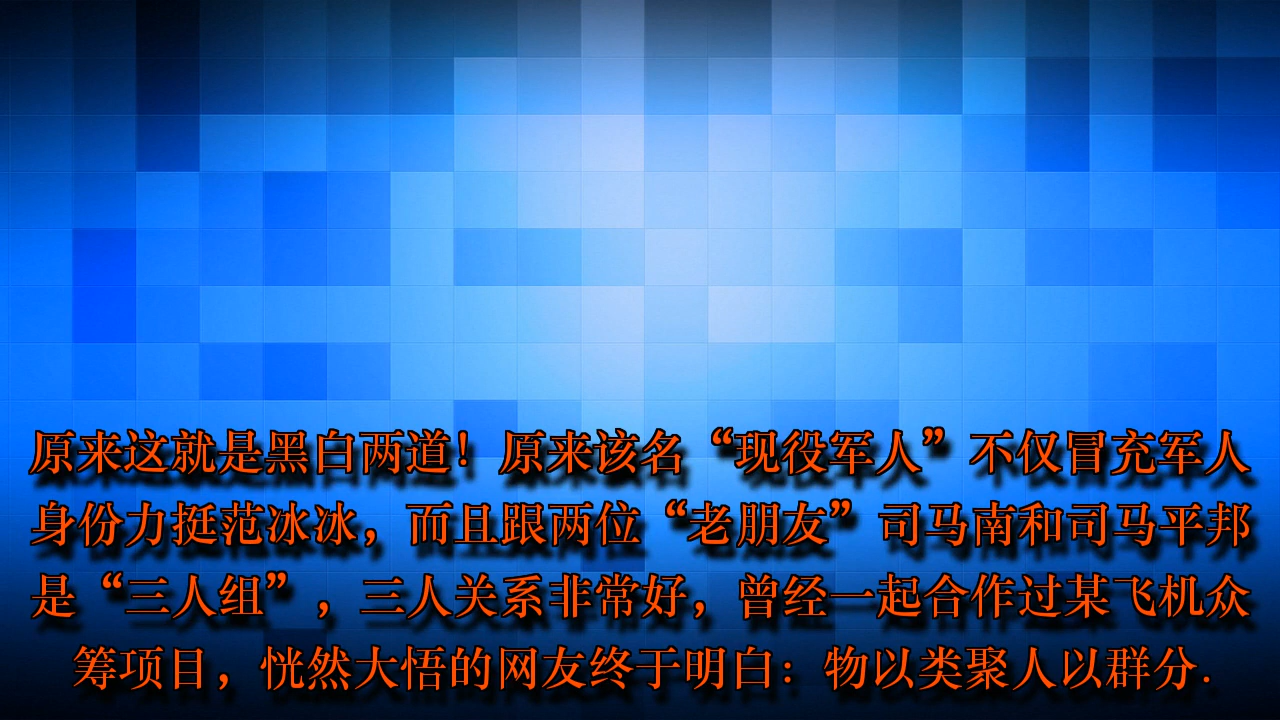 原来这就是黑白两道！原来该名“现役军人”不仅冒充军人
身份力挺范冰冰，而且跟两位“老朋友”司马南和司马平邦
是“三人组”，三人关系非常好，曾经一起合作过某飞机众
筹项目，恍然大悟的网友终于明白：物以类聚人以群分.